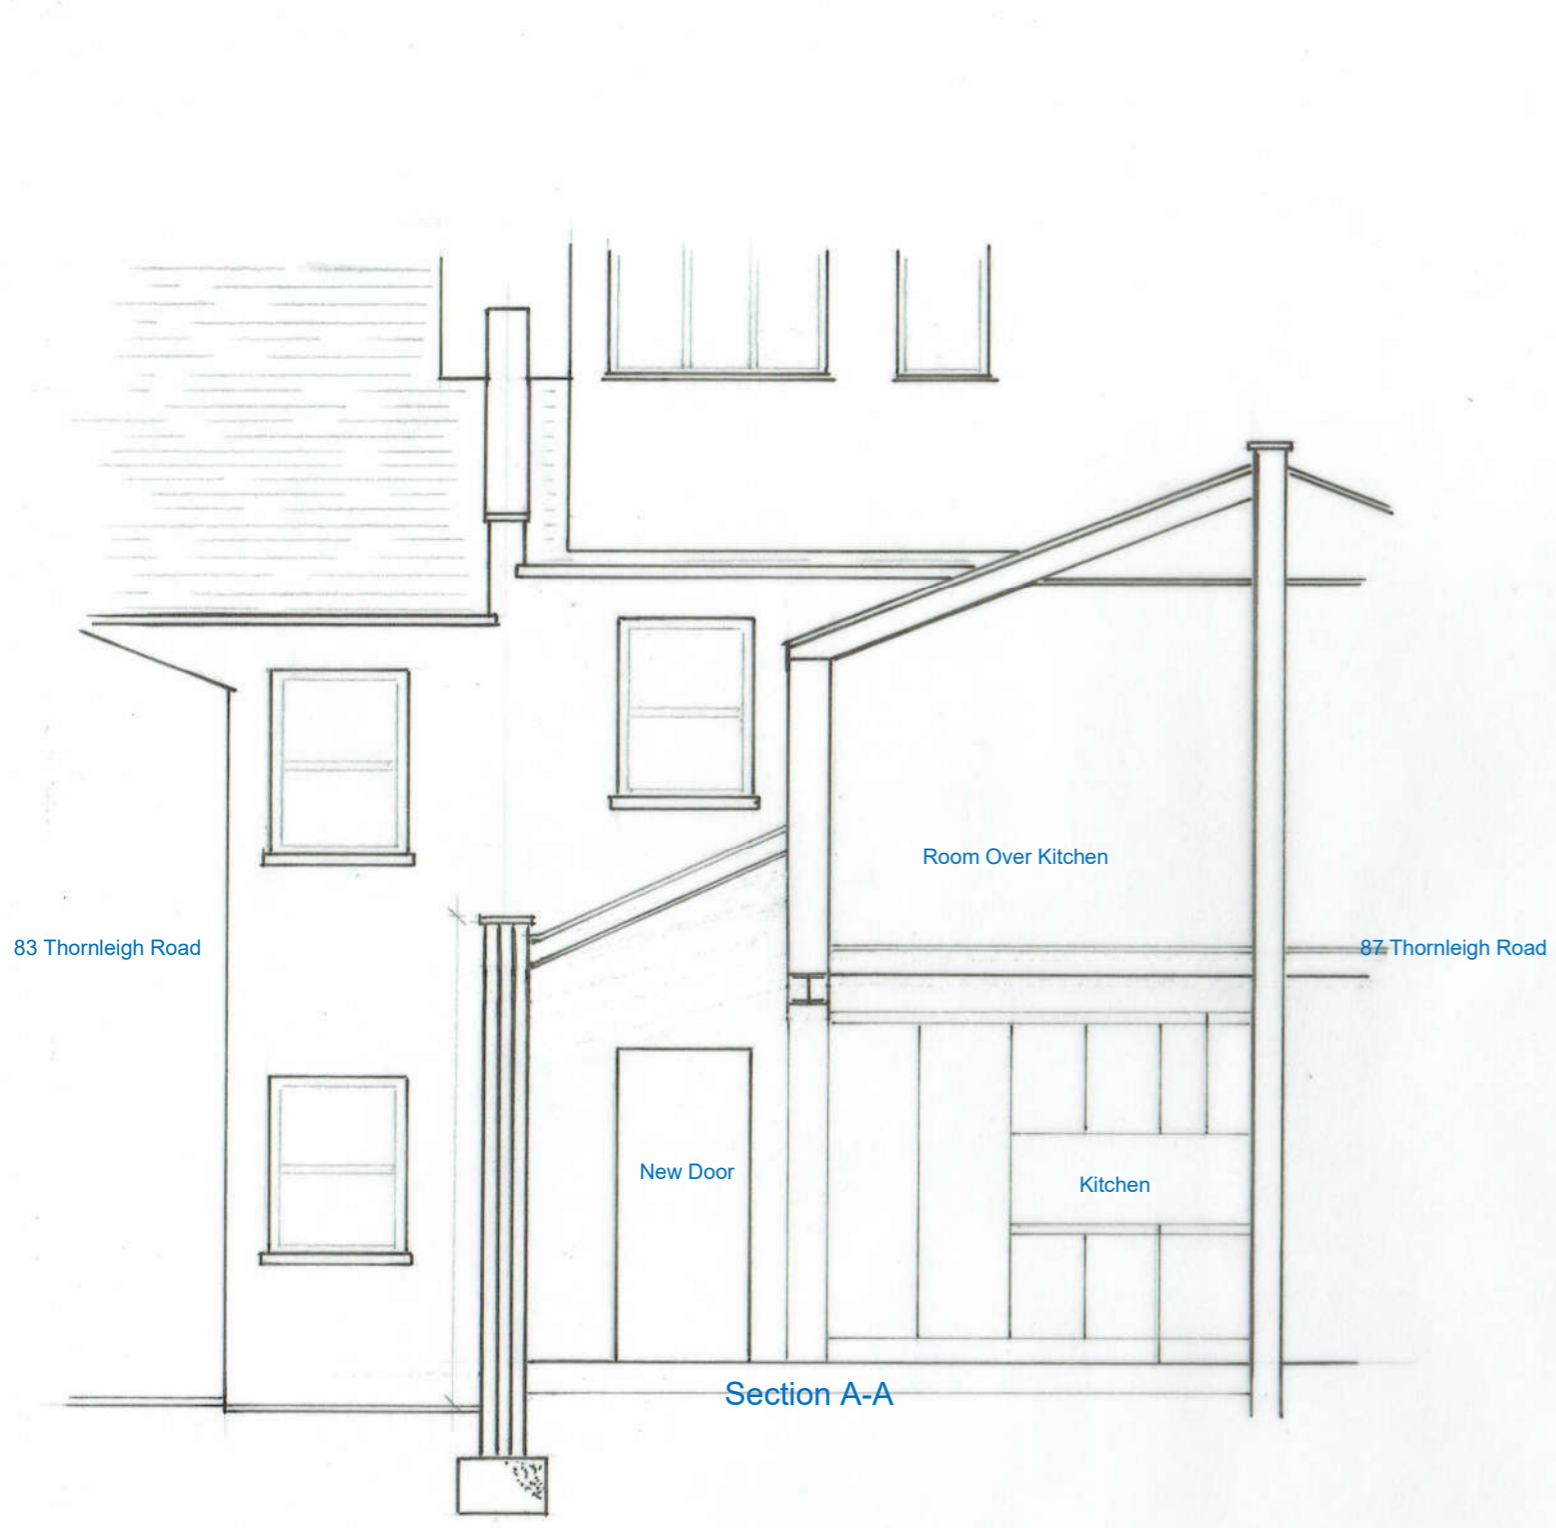 Room Over Kitchen
83 Thornleigh Road
87 Thornleigh Road
New Door
Kitchen
Section A-A